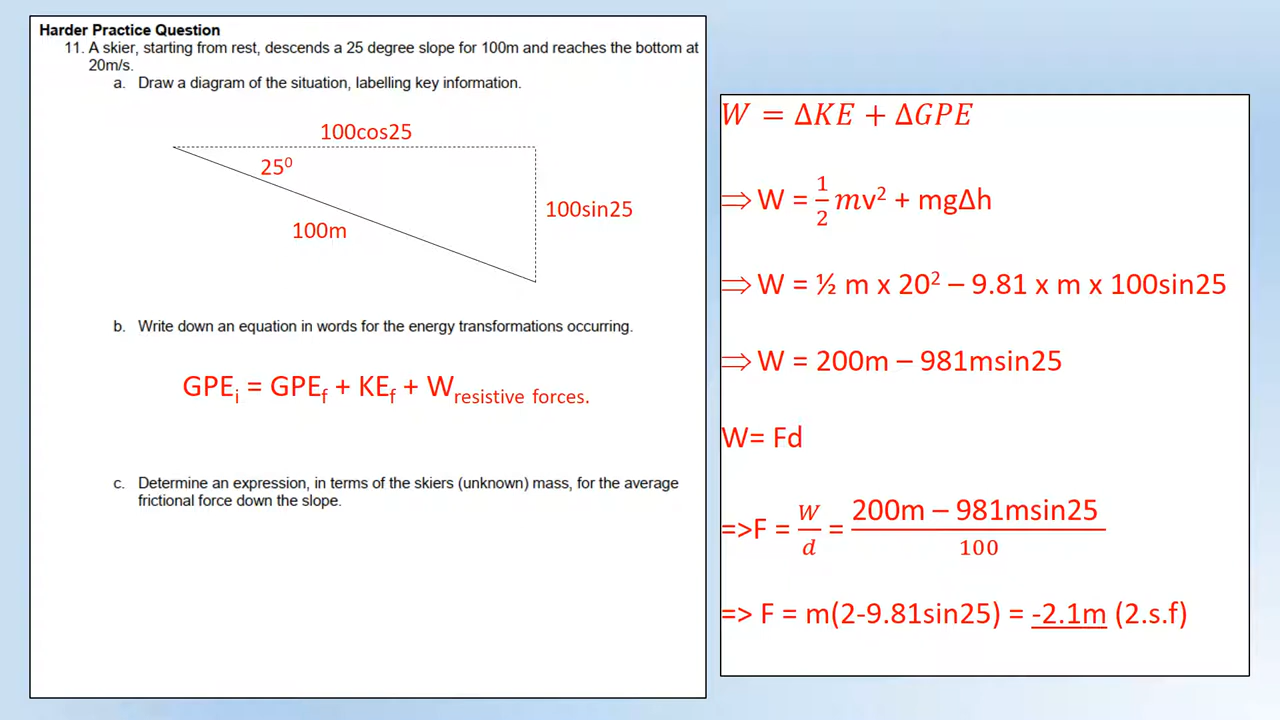 Harder Practice Question
11. A skier, starting from rest, descends a 25 degree slope for 100m and reaches the bottom at
20m/s.
a. Draw a diagram of the situation, labelling key information.
100cos25
25⁰
100sin25
100m
b. Write down an equation in words for the energy transformations occurring.
GPEᵢ = GPE_f + KE_f + W_resistive forces.
c. Determine an expression, in terms of the skiers (unknown) mass, for the average
frictional force down the slope.
W = ΔKE + ΔGPE
⇒ W = 1/2 mv² + mgΔh
⇒ W = ½ m x 20² – 9.81 x m x 100sin25
⇒ W = 200m – 981msin25
W= Fd
=>F = W/d = 200m – 981msin25/100
=> F = m(2-9.81sin25) = -2.1m (2.s.f)